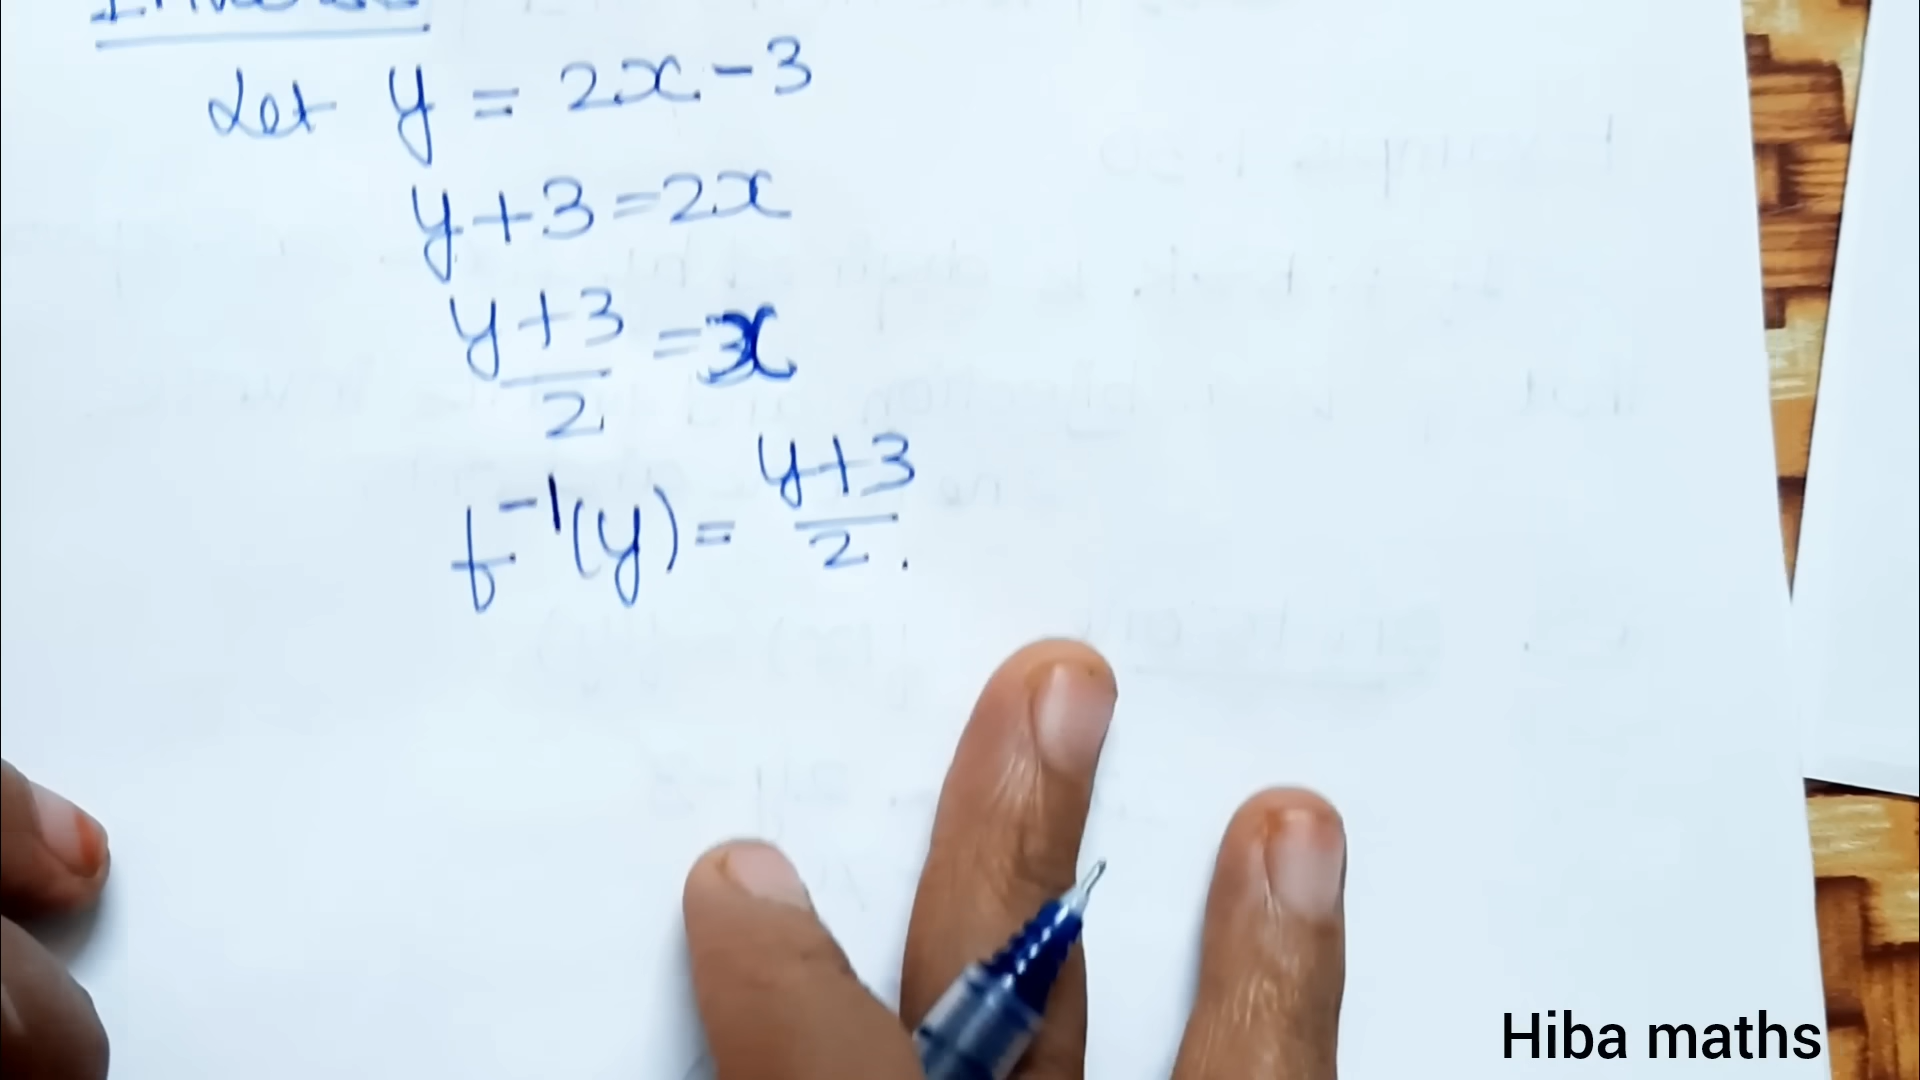 Let y = 2x - 3
y + 3 = 2x
y + 3 / 2 = x
f⁻¹(y) = y + 3 / 2 .
Hiba maths